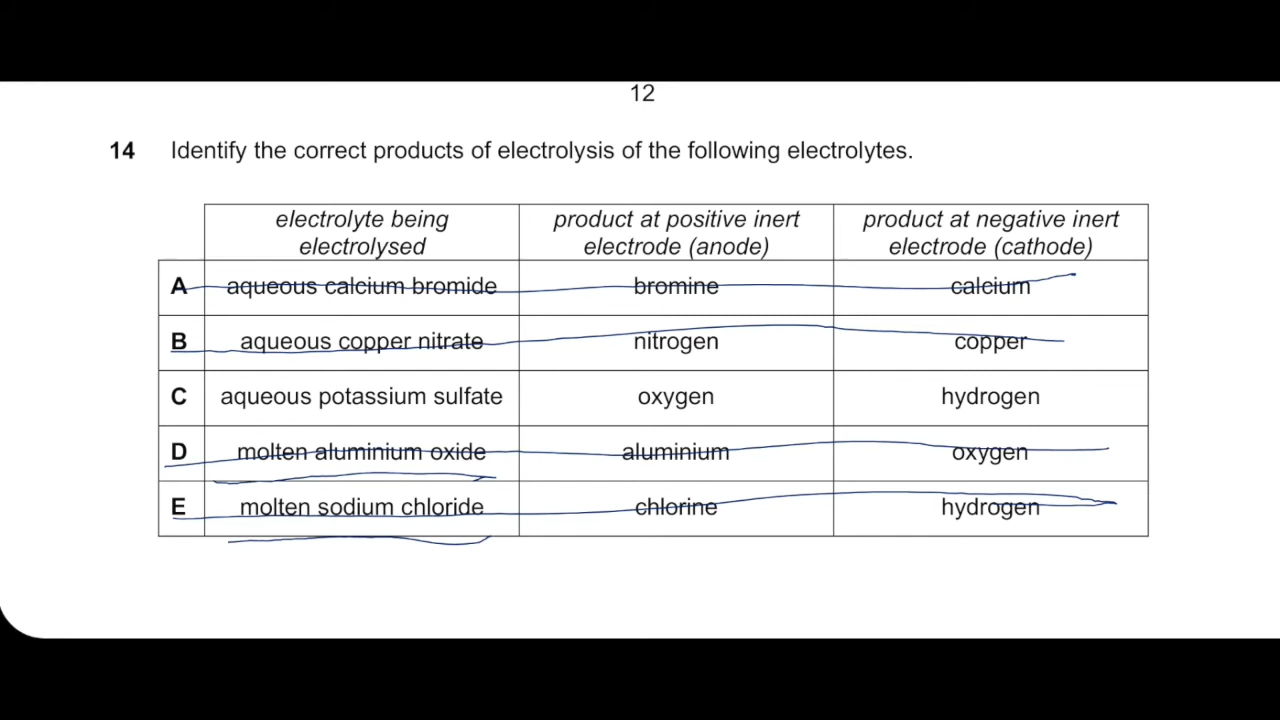 12
14 Identify the correct products of electrolysis of the following electrolytes.
electrolyte being electrolysed product at positive inert electrode (anode) product at negative inert electrode (cathode)
A aqueous calcium bromide bromine calcium
B aqueous copper nitrate nitrogen copper
C aqueous potassium sulfate oxygen hydrogen
D molten aluminium oxide aluminium oxygen
E molten sodium chloride chlorine hydrogen